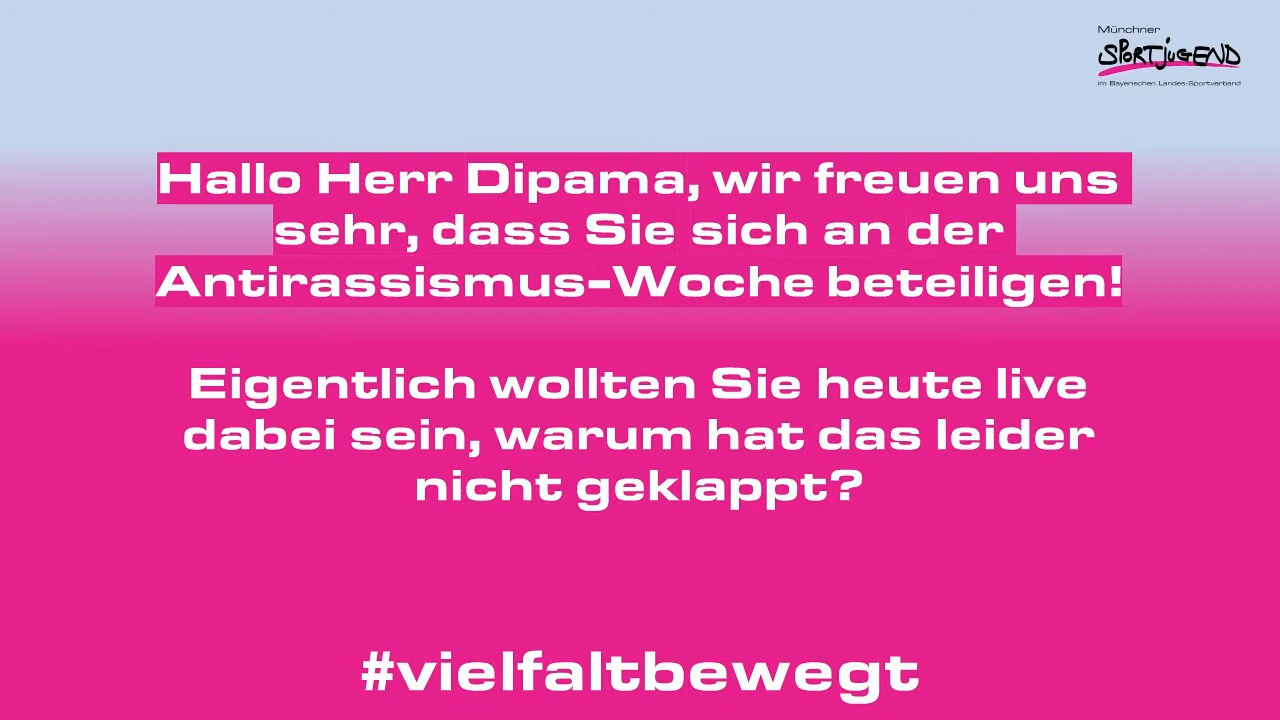 Münchner
SPORTJUGEND
im Bayerischen Landes-Sportverband
Hallo Herr Dipama, wir freuen uns
sehr, dass Sie sich an der
Antirassismus-Woche beteiligen!
Eigentlich wollten Sie heute live
dabei sein, warum hat das leider
nicht geklappt?
#vielfaltbewegt